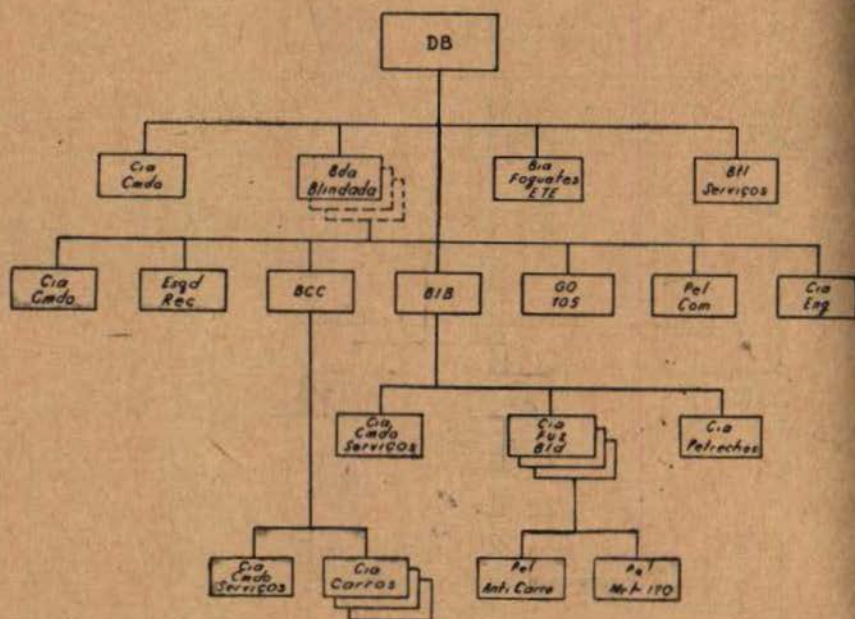 DB
Cia
Cmdo
Bda
Blindada
Bia
Foguetes
ETE
Btl
Serviços
Cia
Cmdo
Esqd
Rec
BCC
BIB
GO
105
Pel
Com
Cia
Eng
Cia
Cmdo
Serviços
Cia
Fuz
Bld
Cia
Petrechos
Cia
Cmdo
Serviços
Cia
Carros
Pel
Anti Carro
Pel
Mrt-120